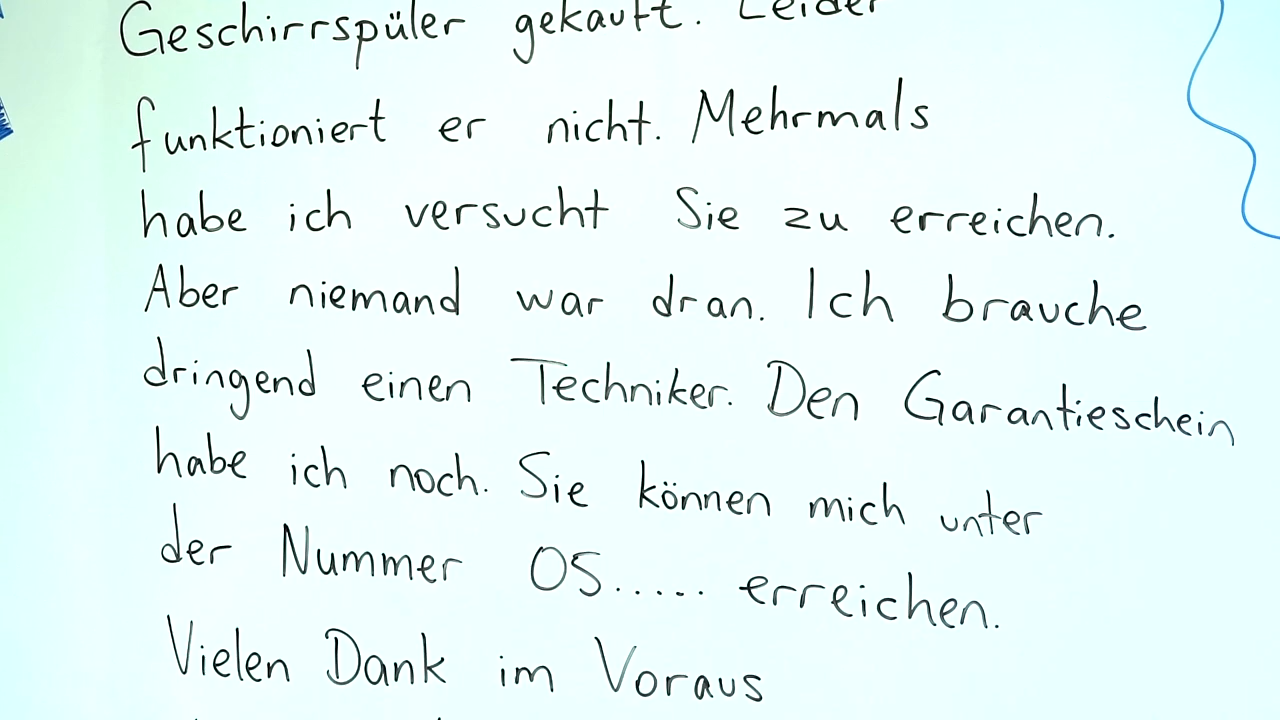 Geschirrspüler gekauft. Leider
funktioniert er nicht. Mehrmals
habe ich versucht Sie zu erreichen.
Aber niemand war dran. Ich brauche
dringend einen Techniker. Den Garantieschein
habe ich noch. Sie können mich unter
der Nummer 05..... erreichen.
Vielen Dank im Voraus